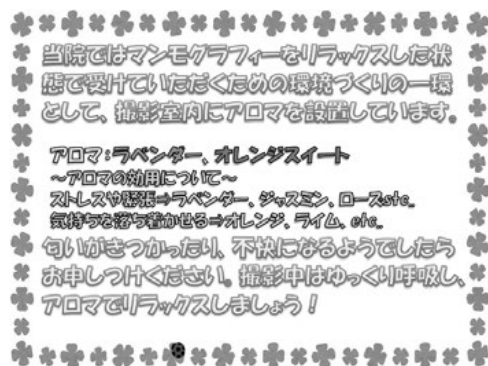 当院ではマンモグラフィーをリラックスした状
態で受けていただくための環境づくりの一環
として、撮影室内にアロマを設置しています。
アロマ：ラベンダー、オレンジスイート
～アロマの効用について～
ストレスや緊張⇒ラベンダー、ジャスミン、ローズetc..
気持ちを落ち着かせる⇒オレンジ、ライム、etc..
匂いがきつかったり、不快になるようでしたら
お申しつけください。撮影中はゆっくり呼吸し、
アロマでリラックスしましょう！